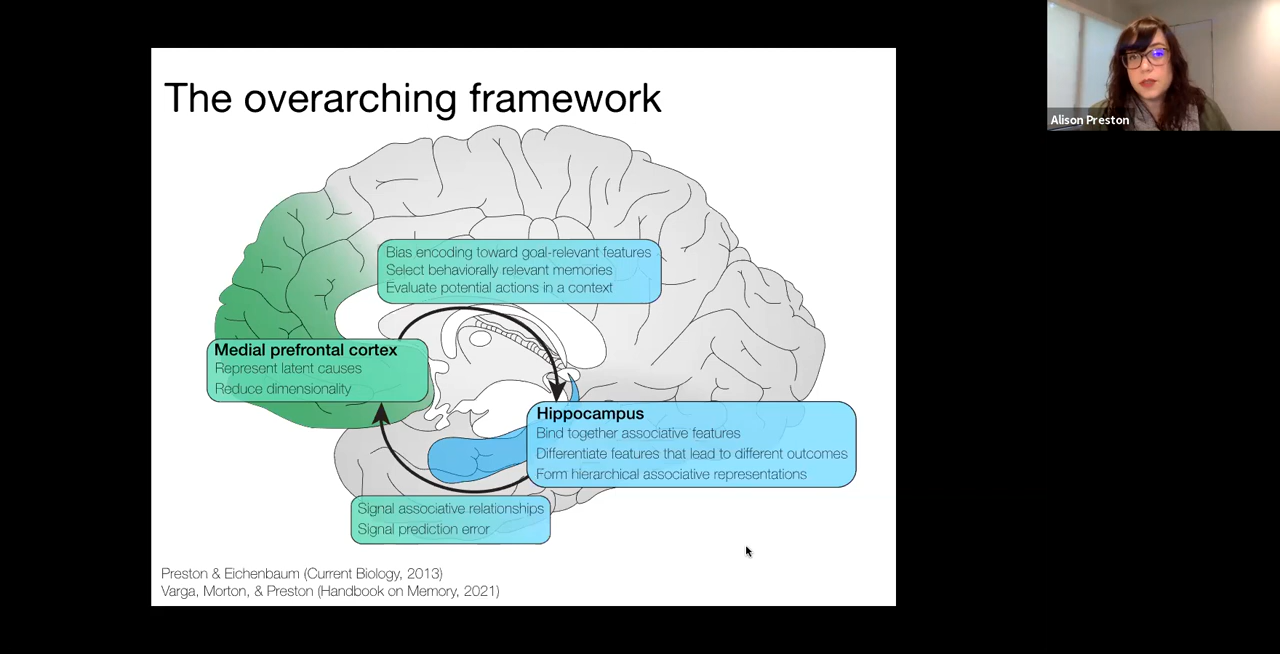 The overarching framework
Bias encoding toward goal-relevant features
Select behaviorally relevant memories
Evaluate potential actions in a context
Medial prefrontal cortex
Represent latent causes
Reduce dimensionality
Hippocampus
Bind together associative features
Differentiate features that lead to different outcomes
Form hierarchical associative representations
Signal associative relationships
Signal prediction error
Preston & Eichenbaum (Current Biology, 2013)
Varga, Morton, & Preston (Handbook on Memory, 2021)
Alison Preston